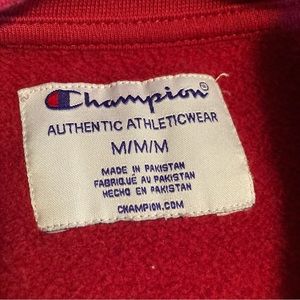 Champion®
AUTHENTIC ATHLETICWEAR
M/M/M
MADE IN PAKISTAN
FABRIQUÉ AU PAKISTAN
HECHO EN PAKISTAN
CHAMPION.COM